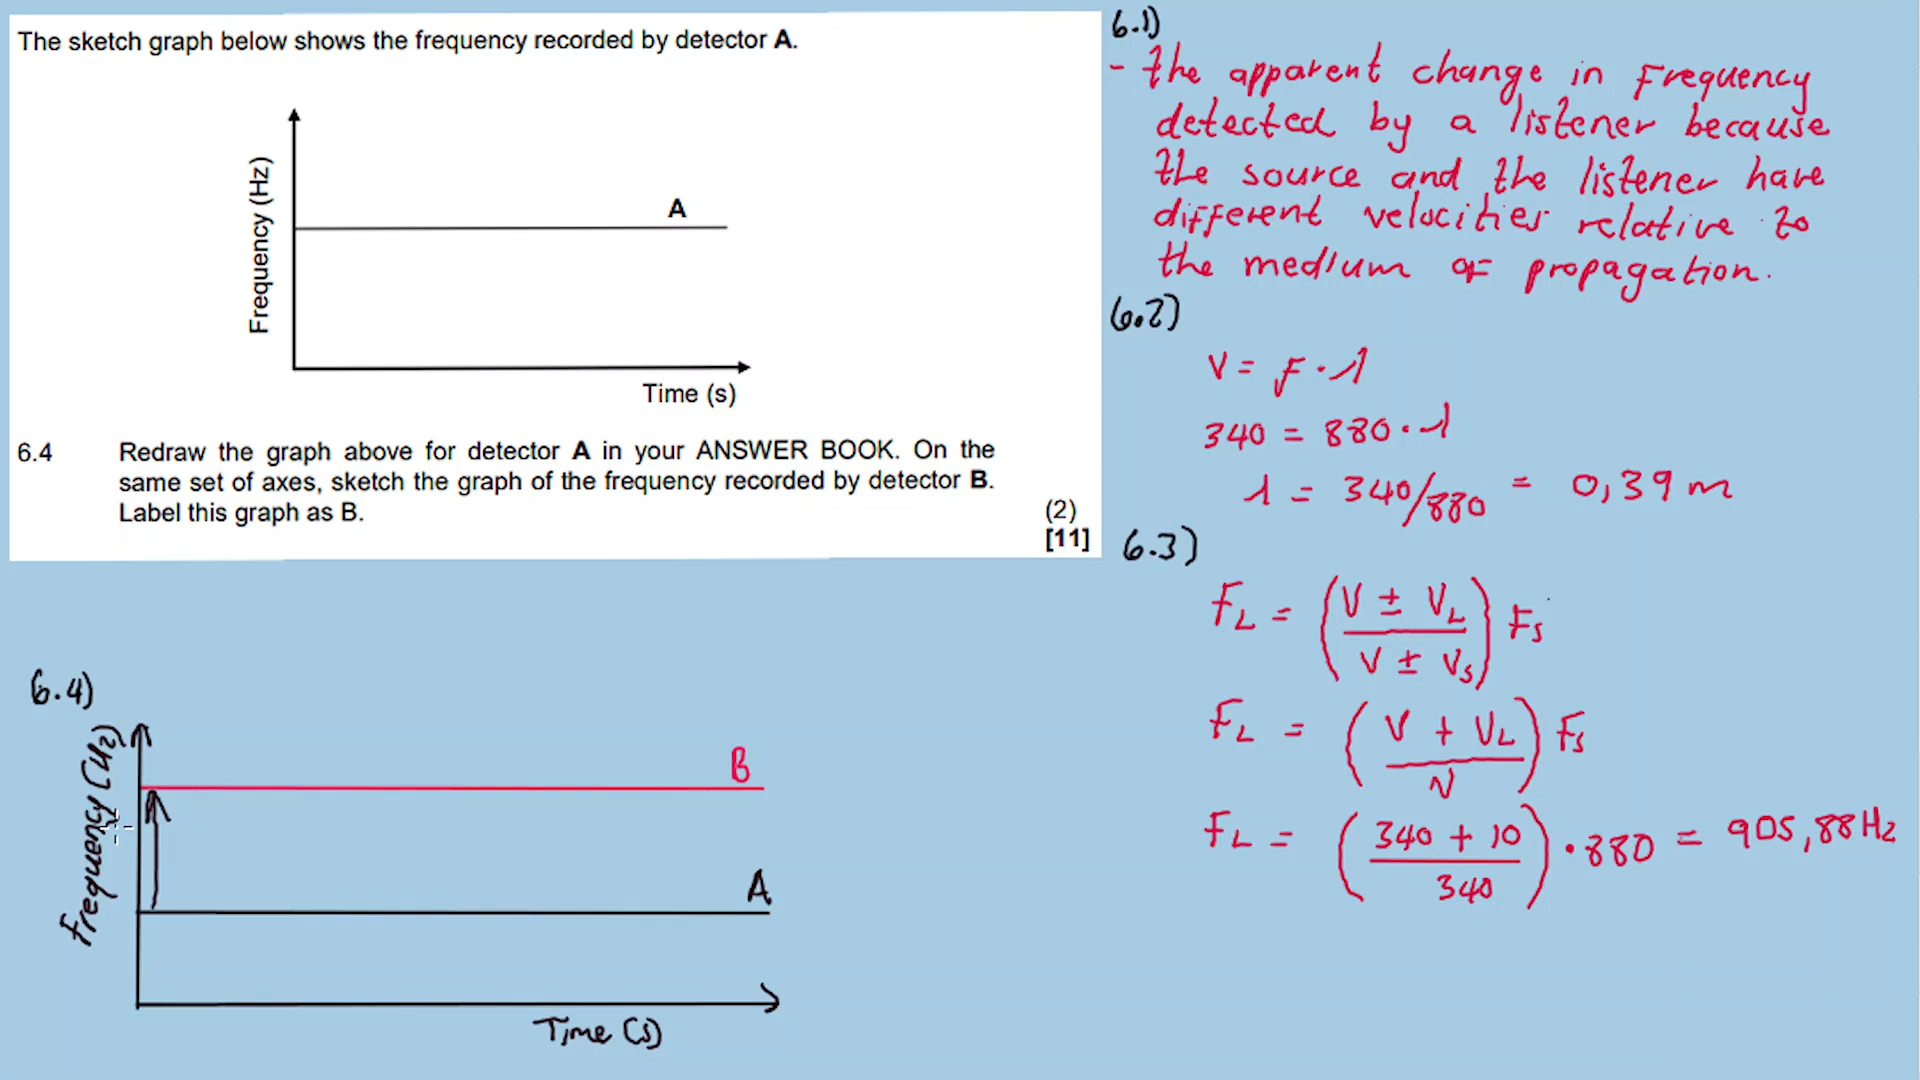 The sketch graph below shows the frequency recorded by detector A.
Frequency (Hz)
A
Time (s)
6.4 Redraw the graph above for detector A in your ANSWER BOOK. On the
same set of axes, sketch the graph of the frequency recorded by detector B.
Label this graph as B.
(2)
[11]
6.1)
- the apparent change in Frequency
detected by a listener because
the source and the listener have
different velocities relative to
the medium of propagation.
6.2)
V = F · λ
340 = 880 · λ
λ = 340/880 = 0,39 m
6.3)
FL = (V ± VL / V ± Vs) Fs
FL = (V + VL / V) Fs
FL = (340 + 10 / 340) · 880 = 905,88 Hz
6.4)
Frequency (Hz)
B
A
Time (s)